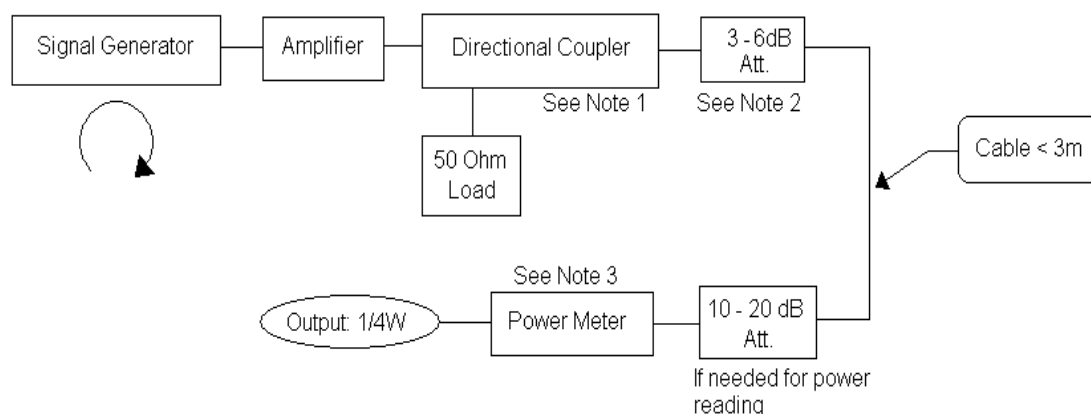 Signal Generator
Amplifier
Directional Coupler
3 - 6dB
Att.
See Note 1
See Note 2
50 Ohm
Load
Cable < 3m
See Note 3
Output: 1/4W
Power Meter
10 - 20 dB
Att.
If needed for power
reading